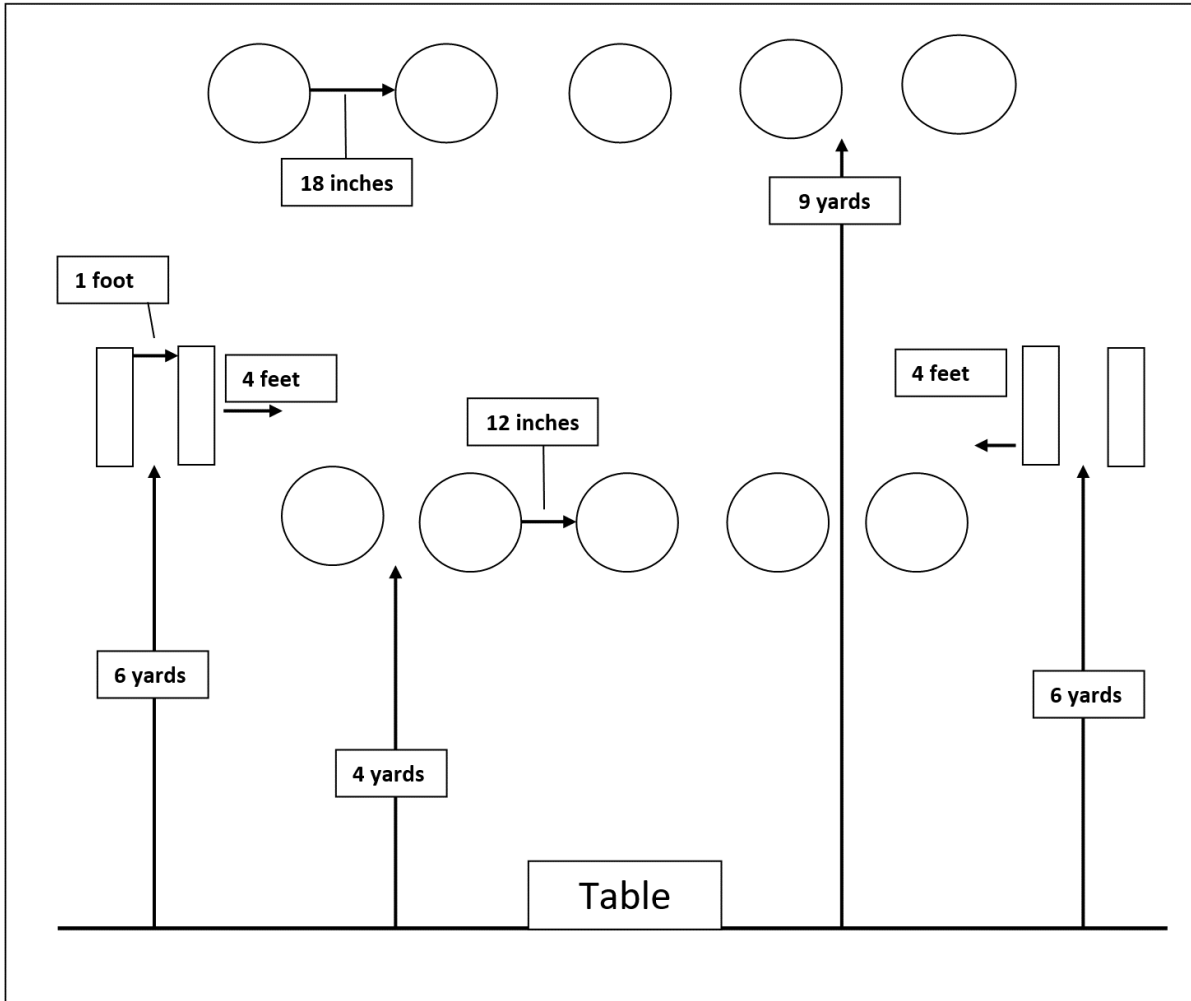 18 inches
9 yards
1 foot
4 feet
4 feet
12 inches
6 yards
6 yards
4 yards
Table